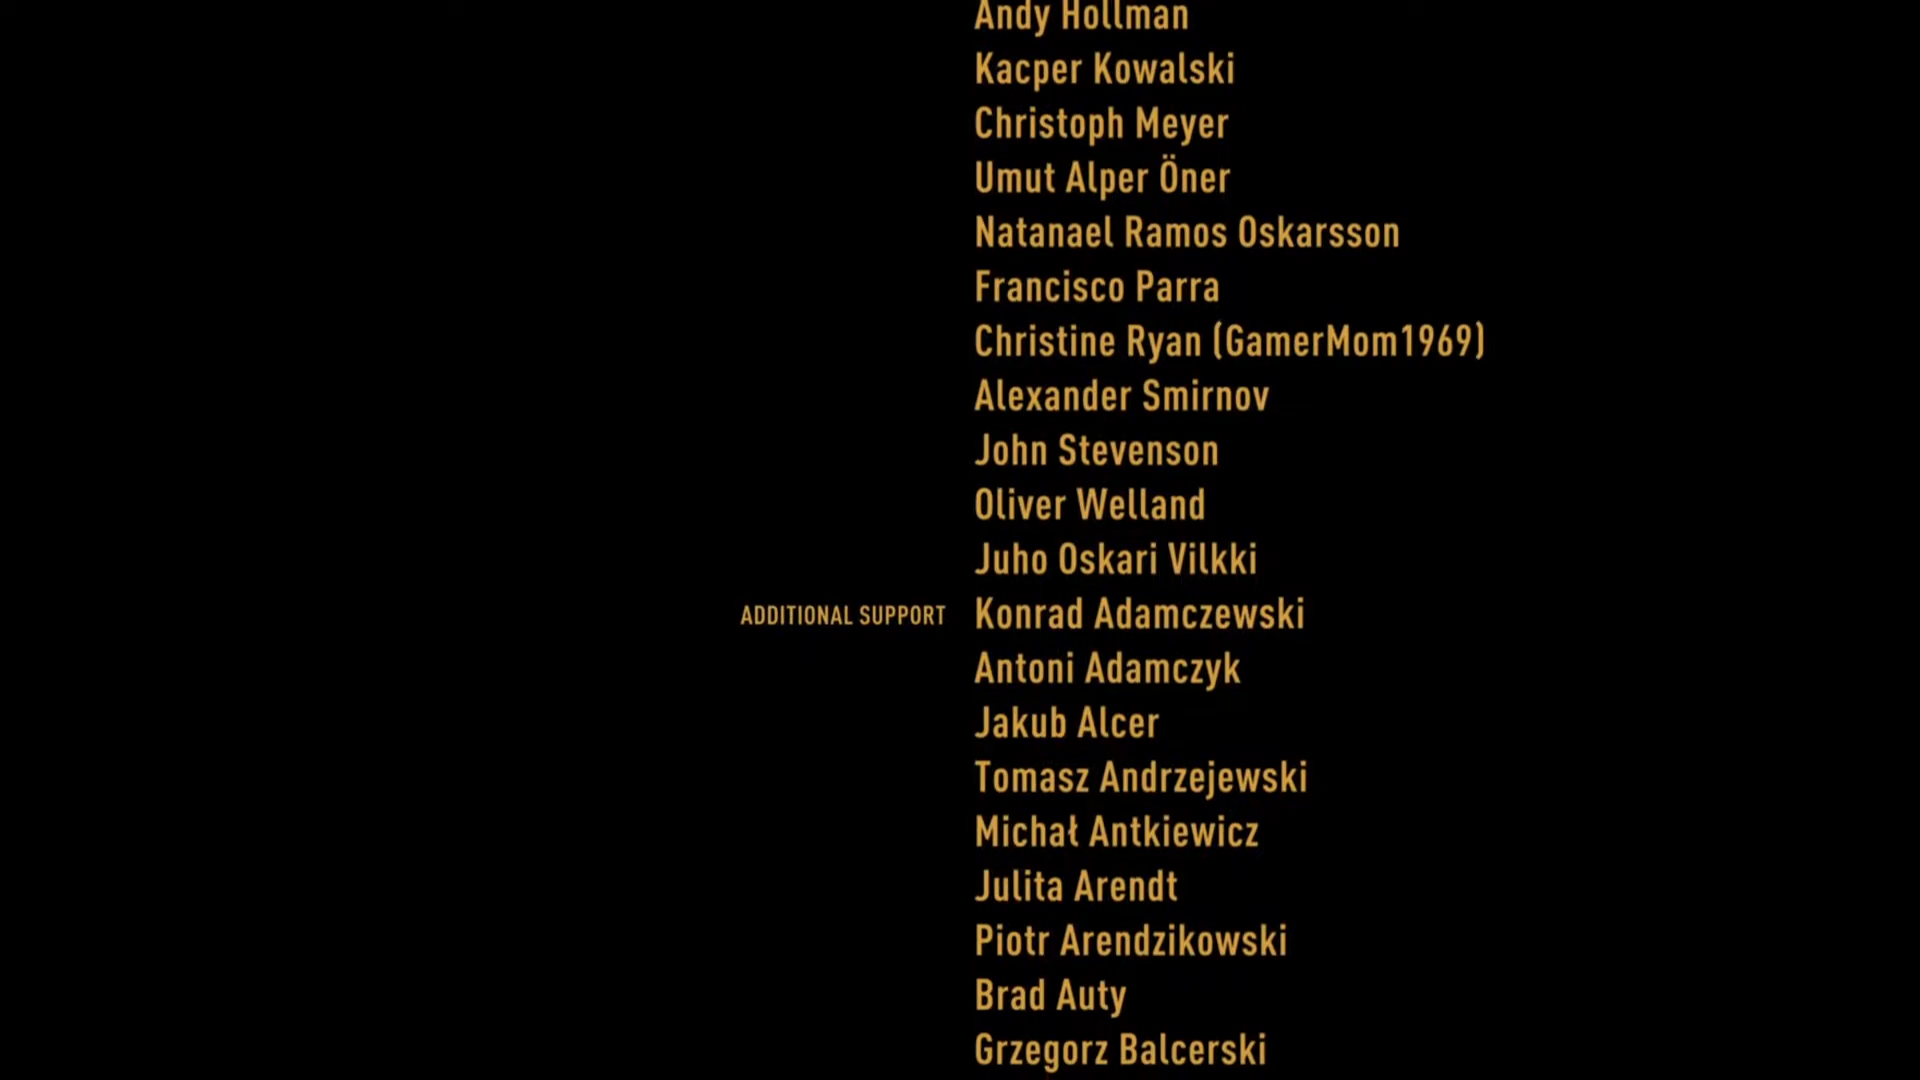 Andy Hollman
Kacper Kowalski
Christoph Meyer
Umut Alper Öner
Natanael Ramos Oskarsson
Francisco Parra
Christine Ryan (GamerMom1969)
Alexander Smirnov
John Stevenson
Oliver Welland
Juho Oskari Vilkki
ADDITIONAL SUPPORT Konrad Adamczewski
Antoni Adamczyk
Jakub Alcer
Tomasz Andrzejewski
Michał Antkiewicz
Julita Arendt
Piotr Arendzikowski
Brad Auty
Grzegorz Balcerski